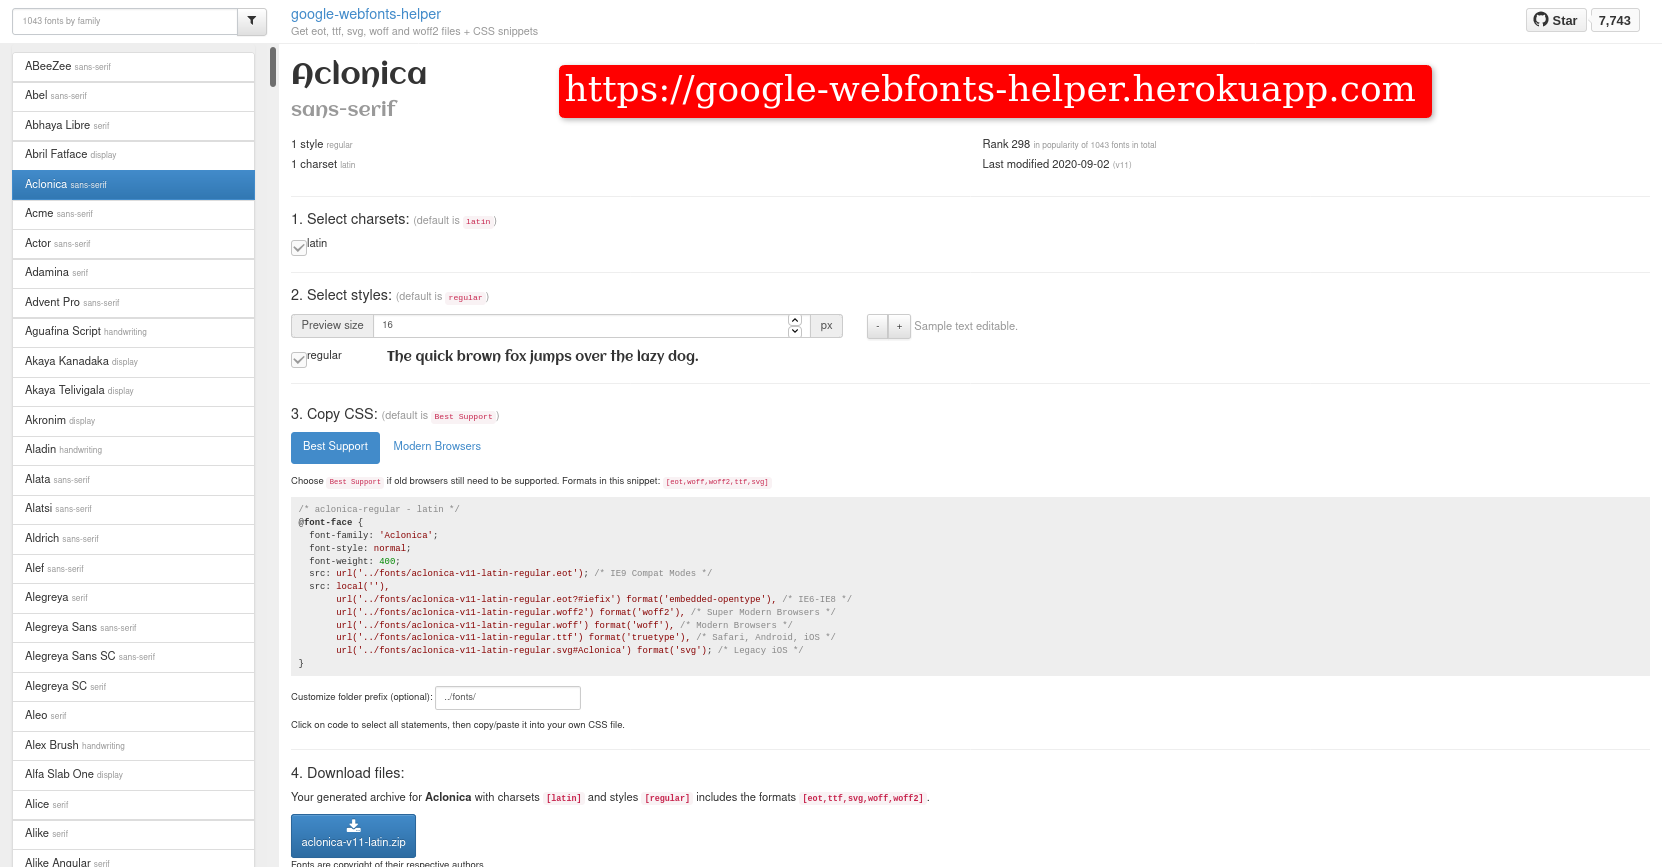 1043 fonts by family
google-webfonts-helper
Get eot, ttf, svg, woff and woff2 files + CSS snippets
Star
7,743
ABeeZee sans-serif
Abel sans-serif
Abhaya Libre serif
Abril Fatface display
Aclonica sans-serif
Acme sans-serif
Actor sans-serif
Adamina serif
Advent Pro sans-serif
Aguafina Script handwriting
Akaya Kanadaka display
Akaya Telivigala display
Akronim display
Aladin handwriting
Alata sans-serif
Alatsi sans-serif
Aldrich sans-serif
Alef sans-serif
Alegreya serif
Alegreya Sans sans-serif
Alegreya Sans SC sans-serif
Alegreya SC serif
Aleo serif
Alex Brush handwriting
Alfa Slab One display
Alice serif
Alike serif
Alike Angular serif
Aclonica
sans-serif
https://google-webfonts-helper.herokuapp.com
1 style regular
1 charset latin
Rank 298 in popularity of 1043 fonts in total
Last modified 2020-09-02 (v11)
1. Select charsets: (default is latin)
latin
2. Select styles: (default is regular)
Preview size 16 px - + Sample text editable.
regular The quick brown fox jumps over the lazy dog.
3. Copy CSS: (default is Best Support)
Best Support Modern Browsers
Choose Best Support if old browsers still need to be supported. Formats in this snippet: [eot,woff,woff2,ttf,svg]
/* aclonica-regular - latin */
@font-face {
font-family: 'Aclonica';
font-style: normal;
font-weight: 400;
src: url('../fonts/aclonica-v11-latin-regular.eot'); /* IE9 Compat Modes */
src: local(''),
url('../fonts/aclonica-v11-latin-regular.eot?#iefix') format('embedded-opentype'), /* IE6-IE8 */
url('../fonts/aclonica-v11-latin-regular.woff2') format('woff2'), /* Super Modern Browsers */
url('../fonts/aclonica-v11-latin-regular.woff') format('woff'), /* Modern Browsers */
url('../fonts/aclonica-v11-latin-regular.ttf') format('truetype'), /* Safari, Android, iOS */
url('../fonts/aclonica-v11-latin-regular.svg#Aclonica') format('svg'); /* Legacy iOS */
}
Customize folder prefix (optional): ../fonts/
Click on code to select all statements, then copy/paste it into your own CSS file.
4. Download files:
Your generated archive for Aclonica with charsets [latin] and styles [regular] includes the formats [eot,ttf,svg,woff,woff2] .
aclonica-v11-latin.zip
Fonts are copyright of their respective authors.